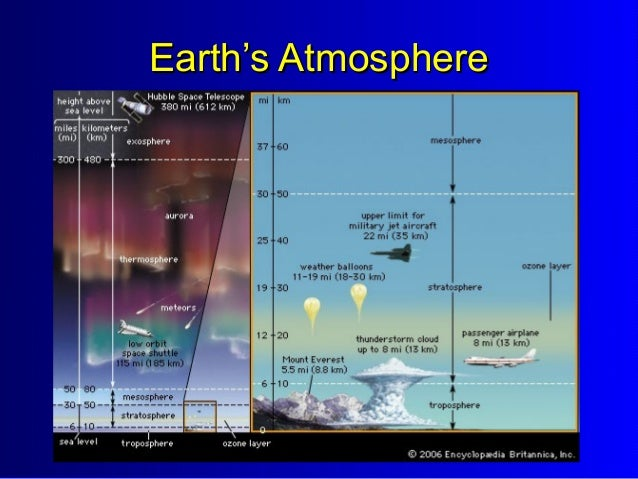 Earth's Atmosphere
height above
sea level
miles kilometers
(mi) (km)
Hubble Space Telescope
380 mi (612 km)
exosphere
300 480
aurora
thermosphere
meteors
low orbit
space shuttle
115 mi (185 km)
50 80
mesosphere
30 50
stratosphere
6 10
sea level
troposphere
ozone layer
mi km
37 60
mesosphere
30 50
upper limit for
military jet aircraft
22 mi (35 km)
25 40
ozone layer
weather balloons
11–19 mi (18–30 km)
19 30
stratosphere
12 20
thunderstorm cloud
up to 8 mi (13 km)
passenger airplane
8 mi (13 km)
Mount Everest
5.5 mi (8.8 km)
6 10
troposphere
0
© 2006 Encyclopædia Britannica, Inc.